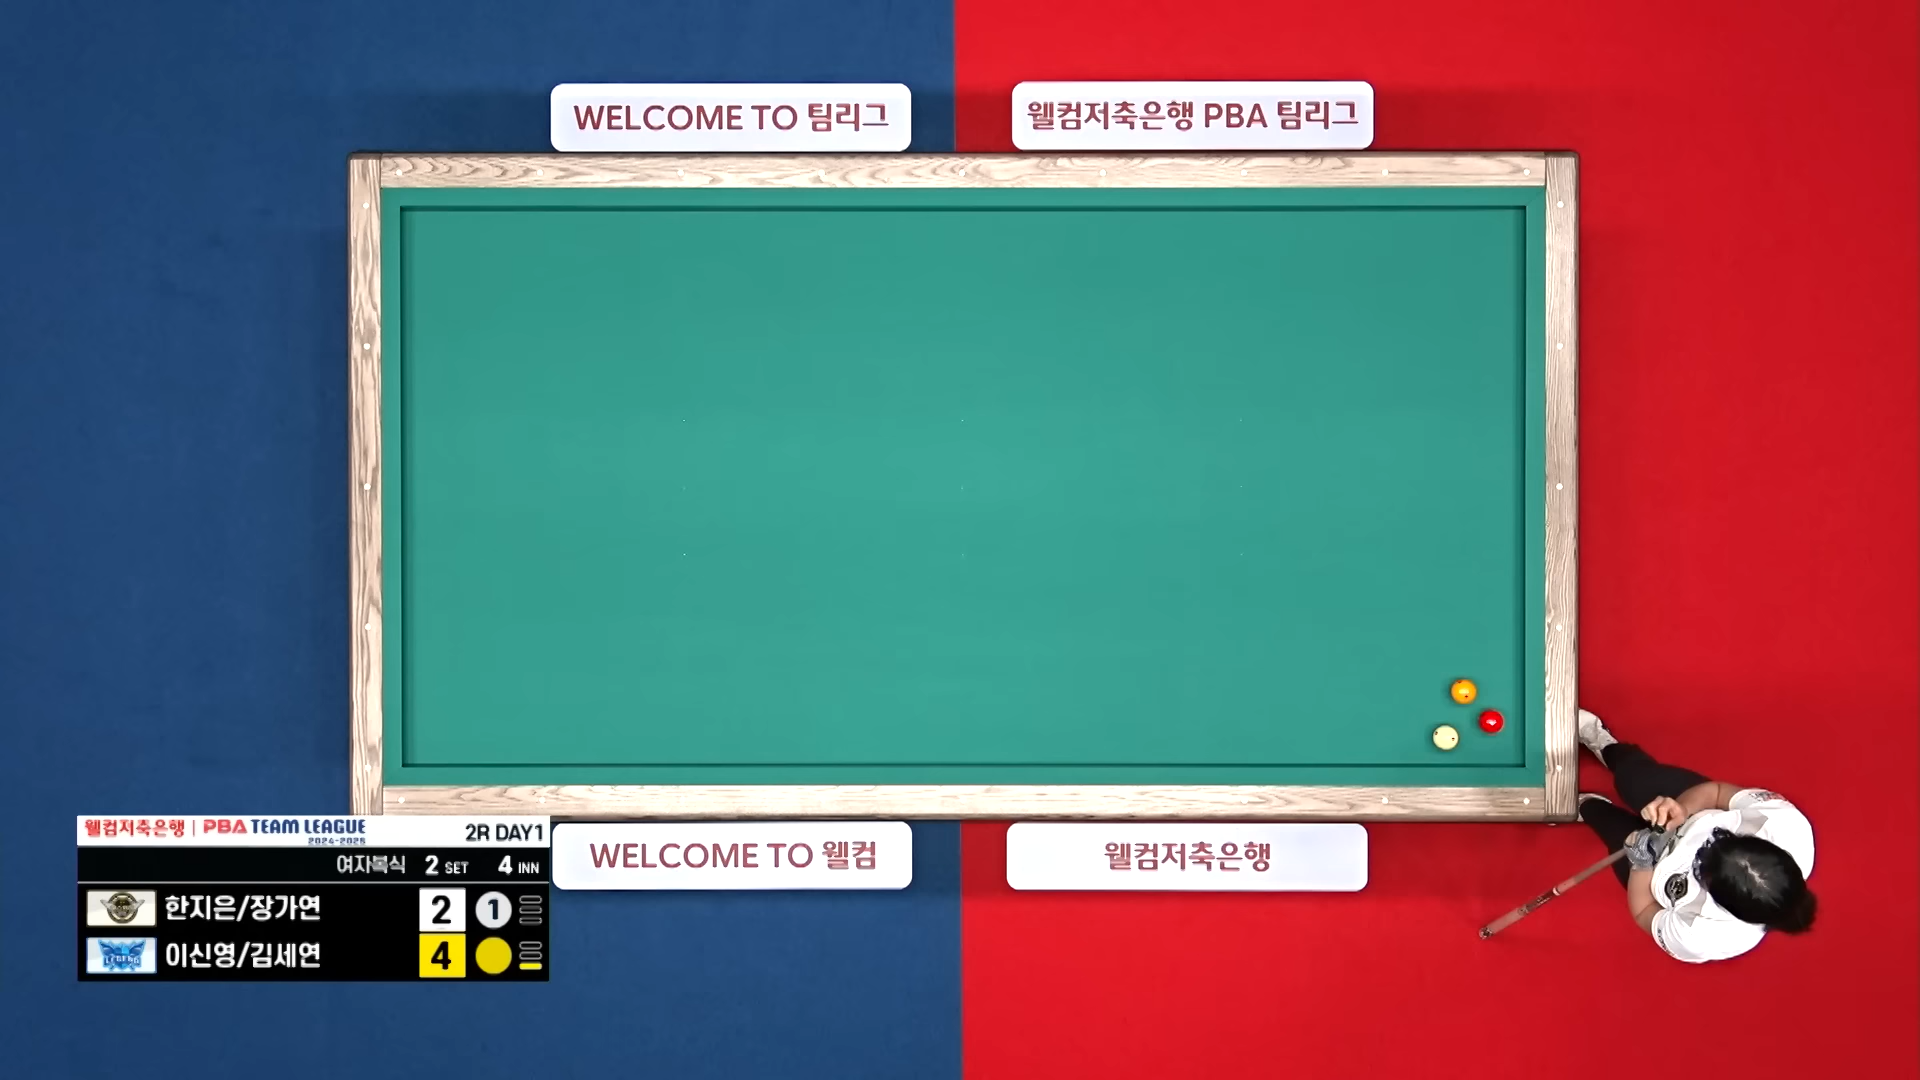 WELCOME TO 팀리그
웰컴저축은행 PBA 팀리그
웰컴저축은행 | PBA TEAM LEAGUE
2024-2025
2R DAY1
WELCOME TO 웰컴
웰컴저축은행
여자복식 2 SET 4 INN
한지은/장가연 2 1
이신영/김세연 4